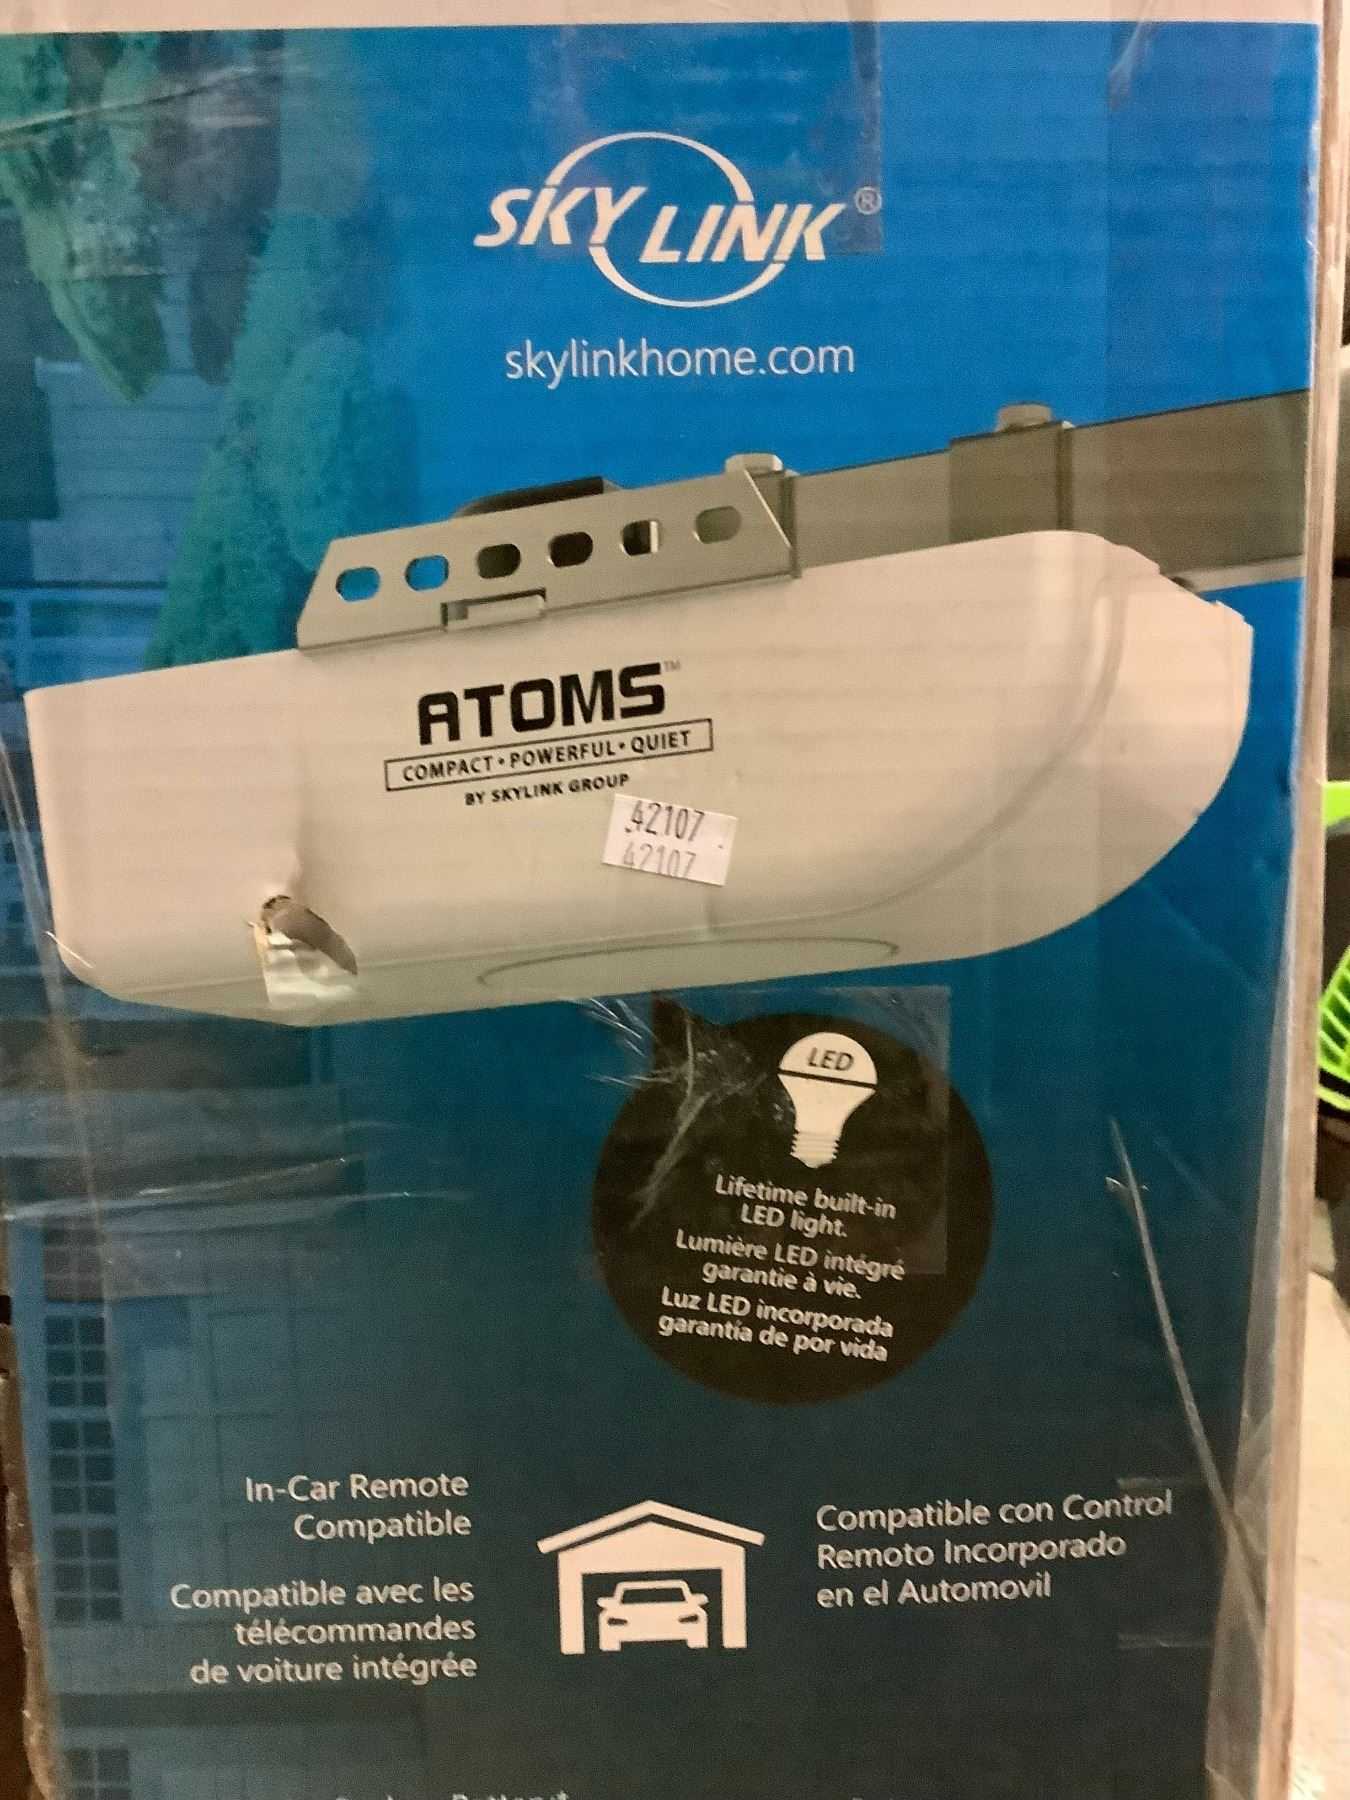 SKYLINK®
skylinkhome.com
ATOMS™
COMPACT • POWERFUL • QUIET
BY SKYLINK GROUP
42107
42107
LED
Lifetime built-in
LED light.
Lumière LED intégré
garantie à vie.
Luz LED incorporada
garantía de por vida
In-Car Remote
Compatible
Compatible avec les
télécommandes
de voiture intégrée
Compatible con Control
Remoto Incorporado
en el Automovil